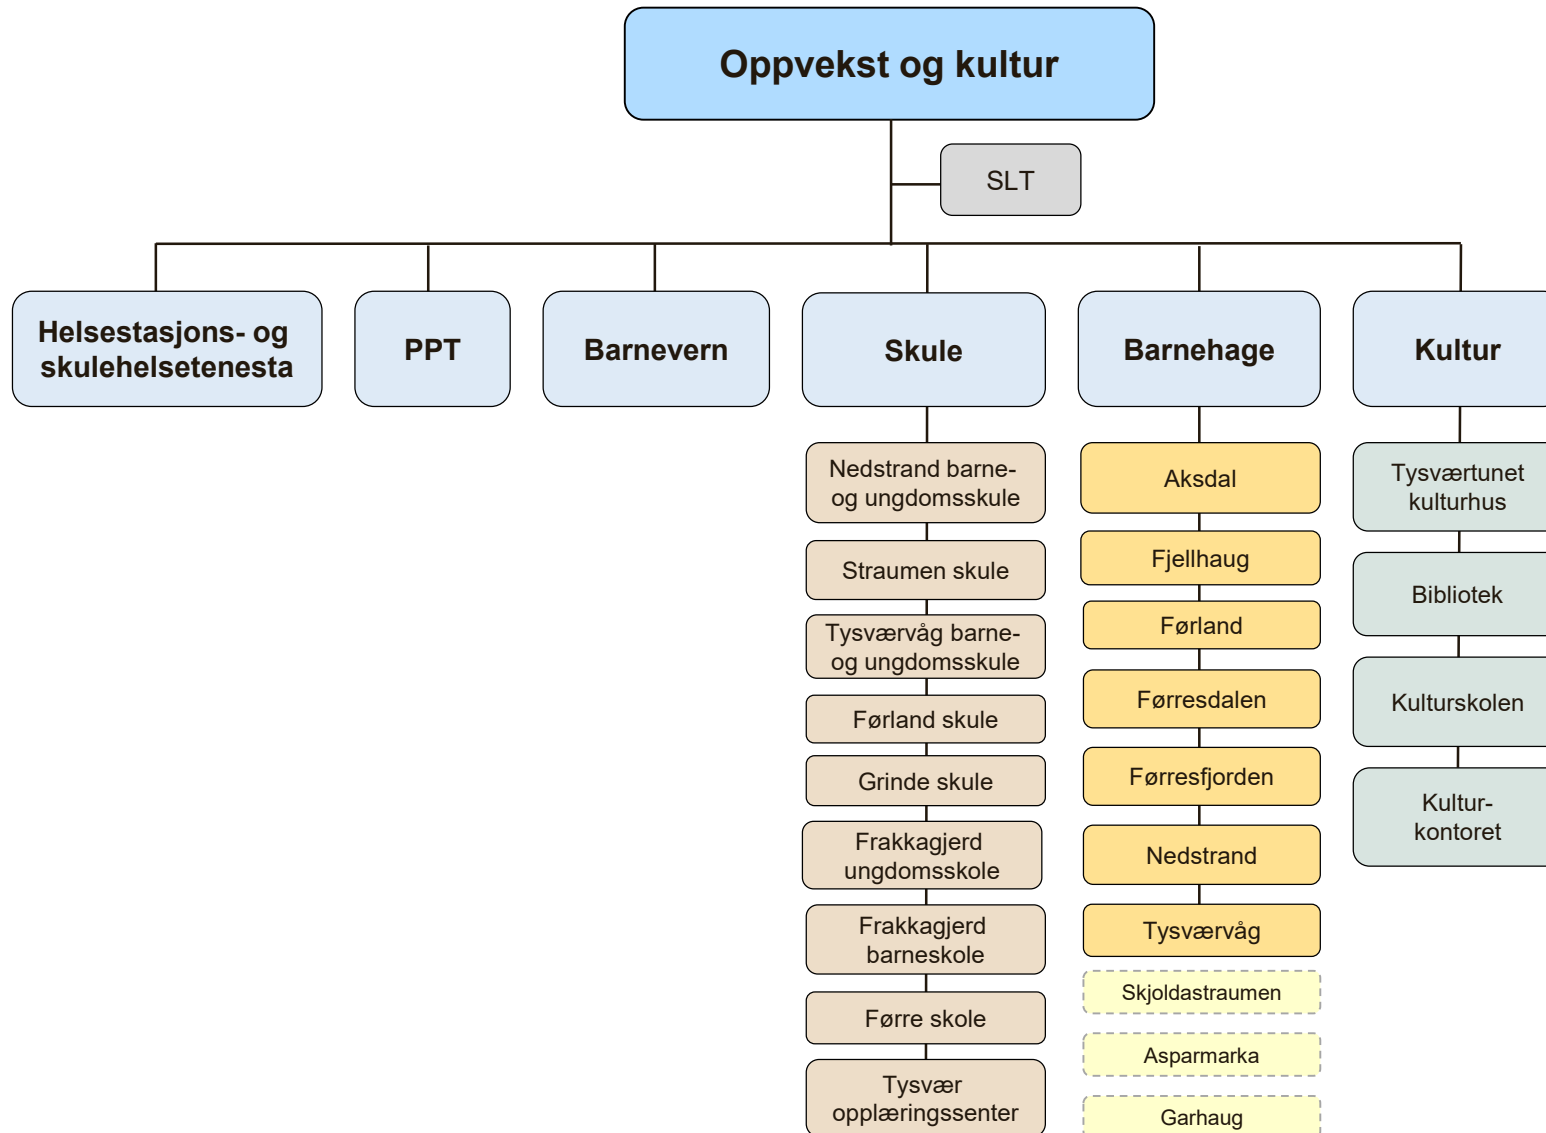 Oppvekst og kultur
SLT
Helsestasjons- og
skulehelsetenesta
PPT
Barnevern
Skule
Barnehage
Kultur
Nedstrand barne-
og ungdomsskule
Straumen skule
Tysværvåg barne-
og ungdomsskule
Førland skule
Grinde skule
Frakkagjerd
ungdomsskole
Frakkagjerd
barneskole
Førre skole
Tysvær
opplæringssenter
Aksdal
Fjellhaug
Førland
Førresdalen
Førresfjorden
Nedstrand
Tysværvåg
Skjoldastraumen
Asparmarka
Garhaug
Tysværtunet
kulturhus
Bibliotek
Kulturskolen
Kultur-
kontoret